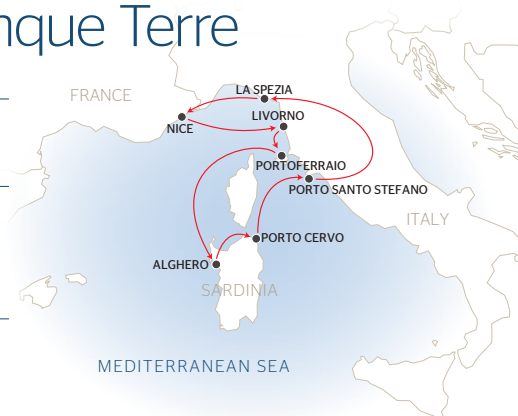 nque Terre
FRANCE
LA SPEZIA
LIVORNO
NICE
PORTOFERRAIO
PORTO SANTO STEFANO
ITALY
PORTO CERVO
ALGHERO
SARDINIA
MEDITERRANEAN SEA